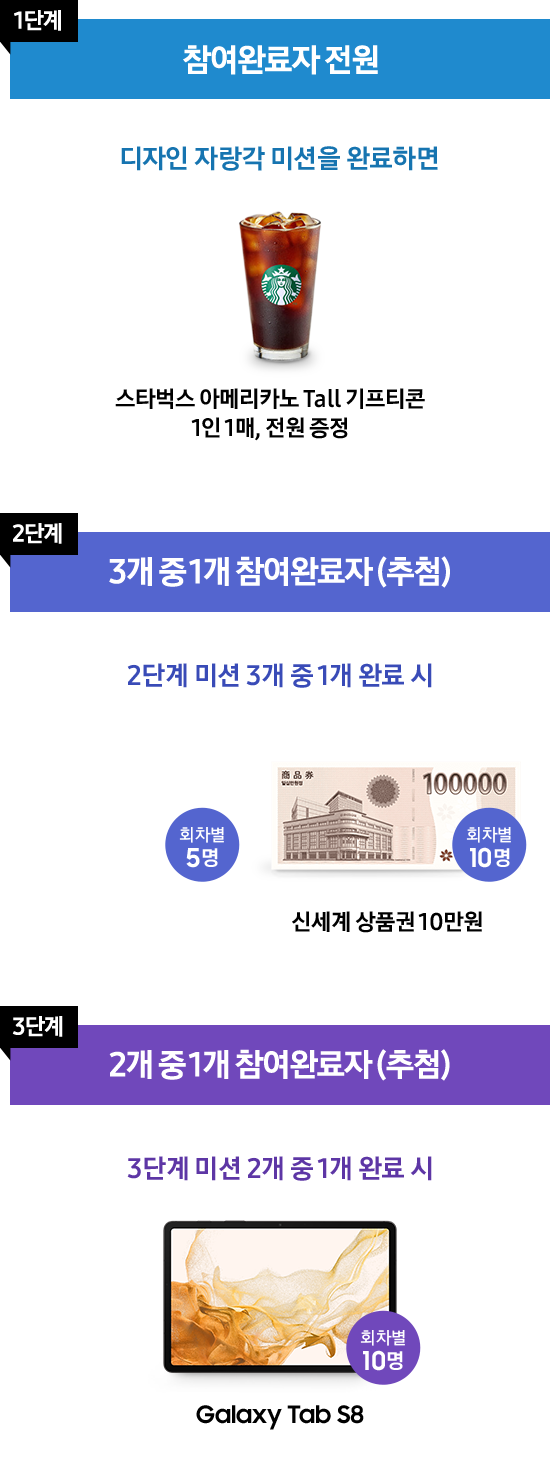 1단계
참여완료자 전원
디자인 자랑각 미션을 완료하면
스타벅스 아메리카노 Tall 기프티콘
1인 1매, 전원 증정
2단계
3개 중 1개 참여완료자 (추첨)
2단계 미션 3개 중 1개 완료 시
회차별
5명
商品券
100000
회차별
10명
신세계 상품권 10만원
3단계
2개 중 1개 참여완료자 (추첨)
3단계 미션 2개 중 1개 완료 시
회차별
10명
Galaxy Tab S8